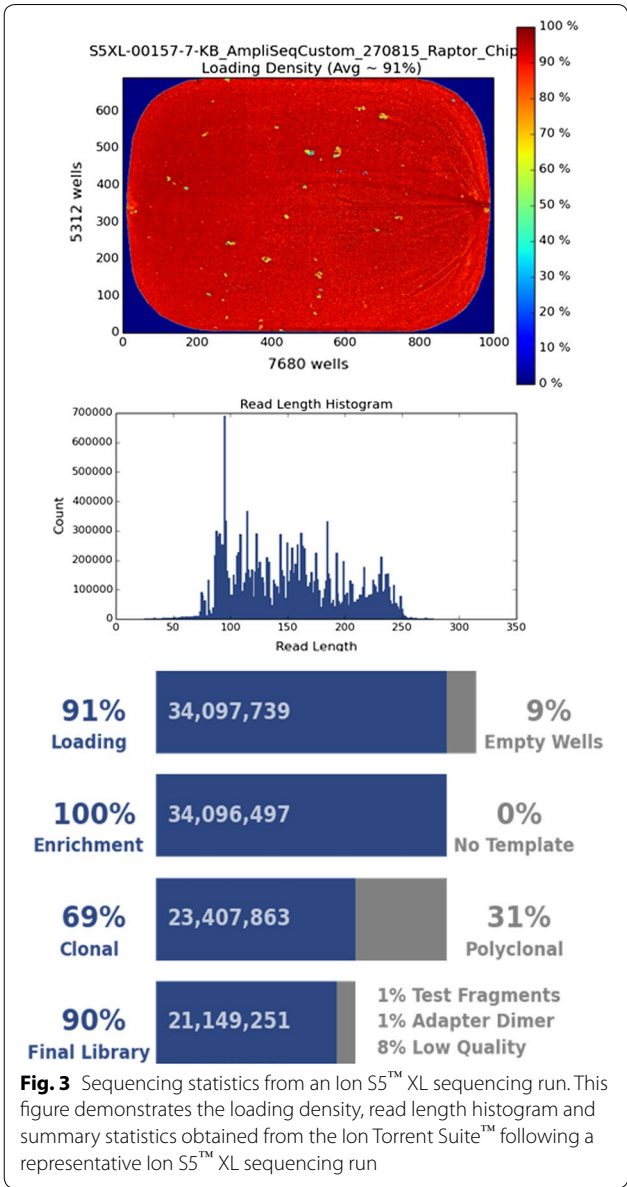 S5XL-00157-7-KB_AmpliSeqCustom_270815_Raptor_Chip
Loading Density (Avg ~ 91%)
600
500
400
300
200
100
0
5312 wells
0 200 400 600 800 1000
7680 wells
100 %
90 %
80 %
70 %
60 %
50 %
40 %
30 %
20 %
10 %
0 %
Read Length Histogram
700000
600000
500000
400000
300000
200000
100000
0
Count
0 50 100 150 200 250 300 350
Read Length
91%
Loading
34,097,739
9%
Empty Wells
100%
Enrichment
34,096,497
0%
No Template
69%
Clonal
23,407,863
31%
Polyclonal
90%
Final Library
21,149,251
1% Test Fragments
1% Adapter Dimer
8% Low Quality
Fig. 3 Sequencing statistics from an Ion S5™ XL sequencing run. This
figure demonstrates the loading density, read length histogram and
summary statistics obtained from the Ion Torrent Suite™ following a
representative Ion S5™ XL sequencing run